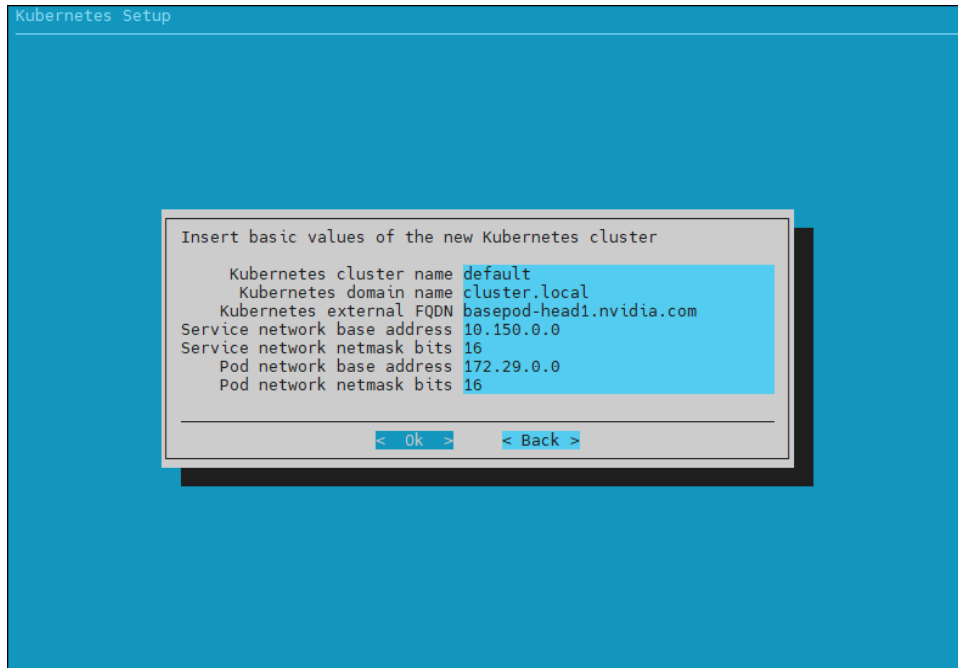 Kubernetes Setup
Insert basic values of the new Kubernetes cluster
Kubernetes cluster name default
Kubernetes domain name cluster.local
Kubernetes external FQDN basepod-head1.nvidia.com
Service network base address 10.150.0.0
Service network netmask bits 16
Pod network base address 172.29.0.0
Pod network netmask bits 16
< Ok > < Back >